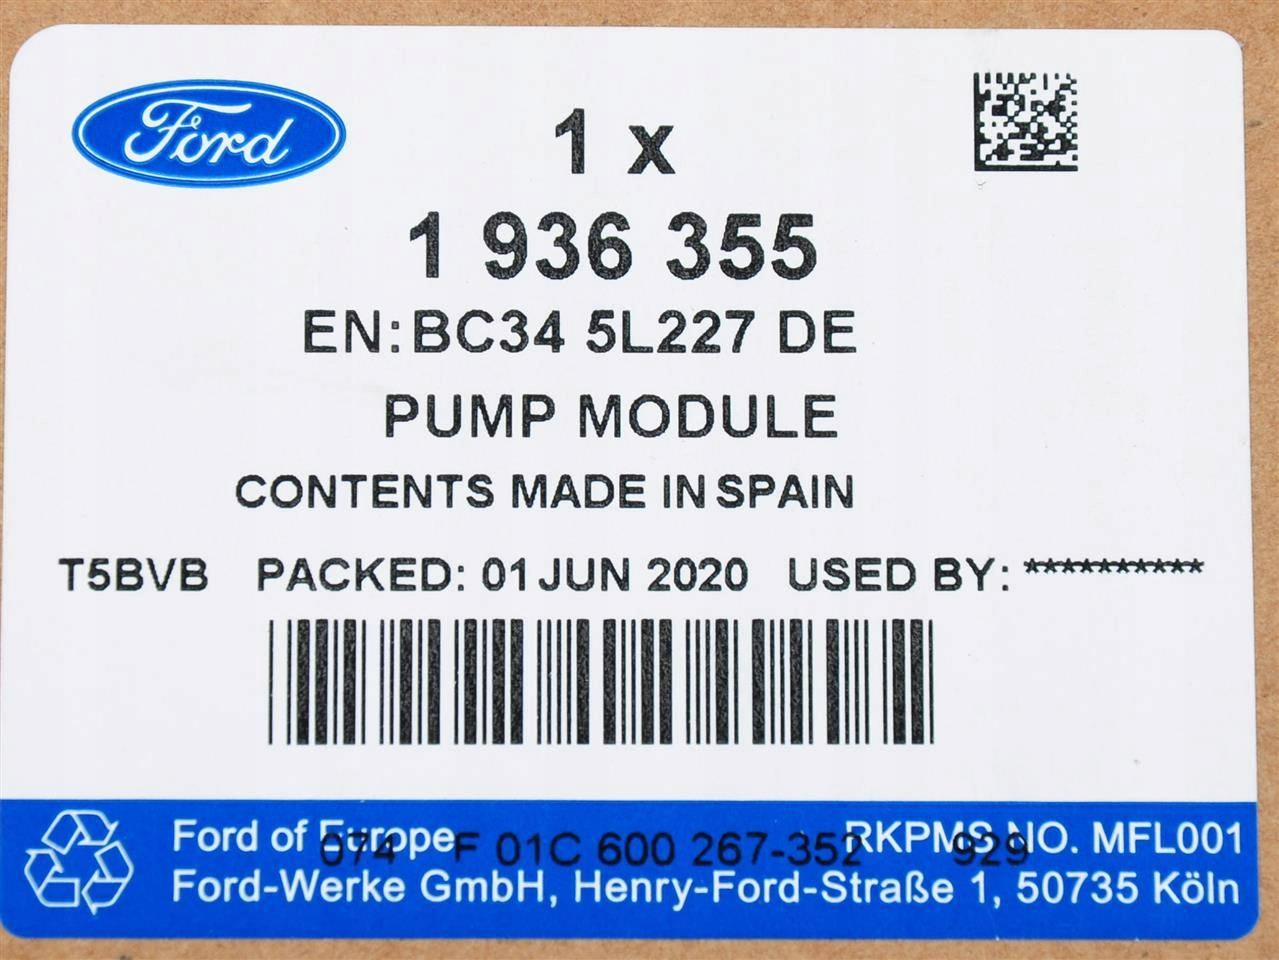 Ford
1 x
1 936 355
EN:BC34 5L227 DE
PUMP MODULE
CONTENTS MADE IN SPAIN
T5BVB PACKED: 01 JUN 2020 USED BY: **********
Ford of Europe RKPMS NO. MFL001
074 F 01C 600 267-352 929
Ford-Werke GmbH, Henry-Ford-Straße 1, 50735 Köln